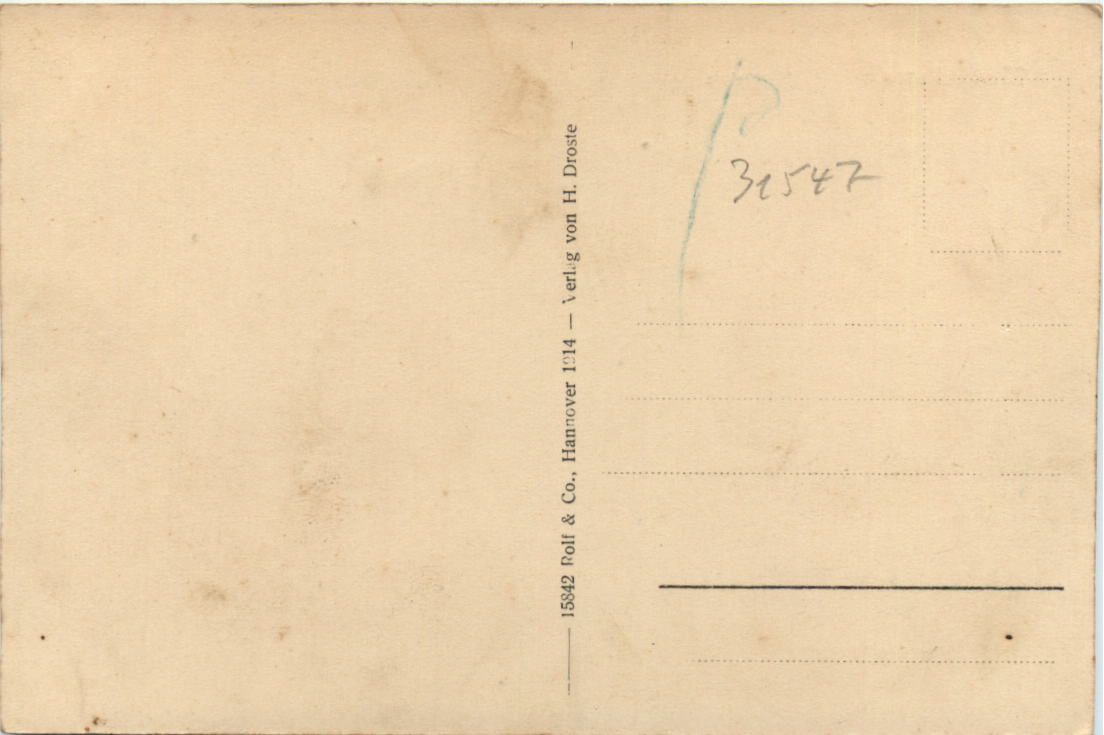 15842 Rolf & Co., Hannover 1914 — Verlag von H. Droste
31547